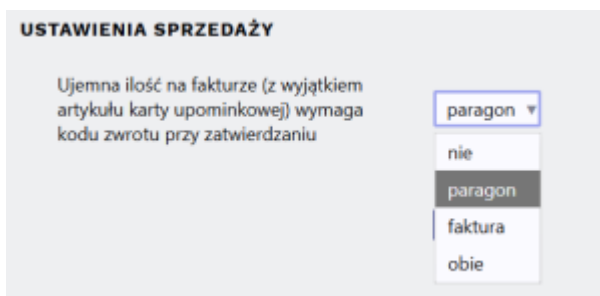 USTAWIENIA SPRZEDAŻY
Ujemna ilość na fakturze (z wyjątkiem
artykułu karty upominkowej) wymaga
kodu zwrotu przy zatwierdzaniu
paragon
nie
paragon
faktura
obie